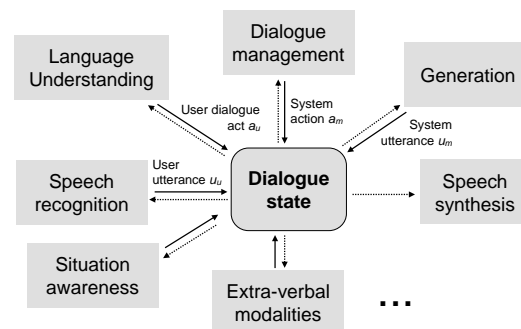 Dialogue
management
Language
Understanding
Generation
User dialogue
act a_u
System
action a_m
System
utterance u_m
User
utterance u_u
Speech
recognition
Dialogue
state
Speech
synthesis
Situation
awareness
Extra-verbal
modalities
...